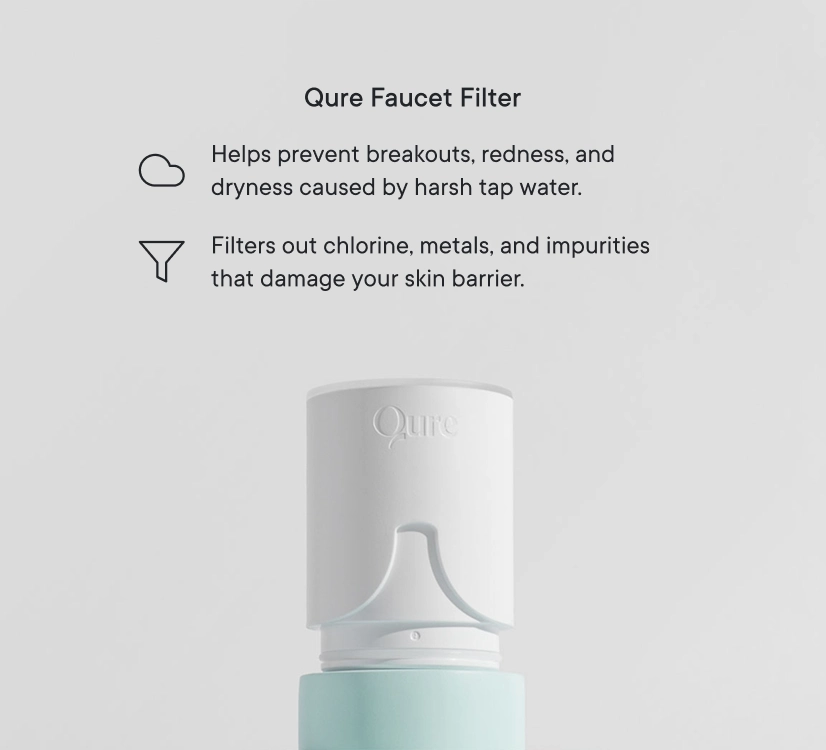 Qure Faucet Filter
Helps prevent breakouts, redness, and
dryness caused by harsh tap water.
Filters out chlorine, metals, and impurities
that damage your skin barrier.
Qure